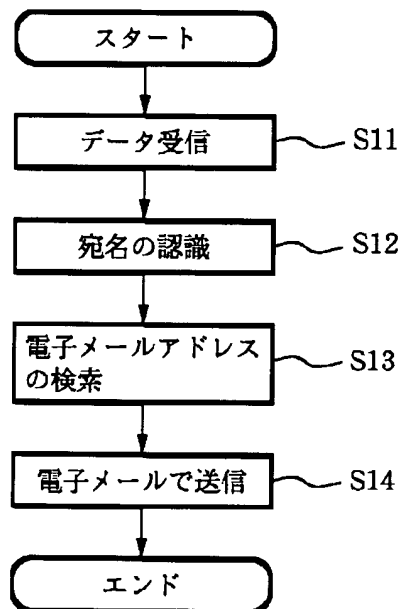 スタート
データ受信
S11
宛名の認識
S12
電子メールアドレス
の検索
S13
電子メールで送信
S14
エンド